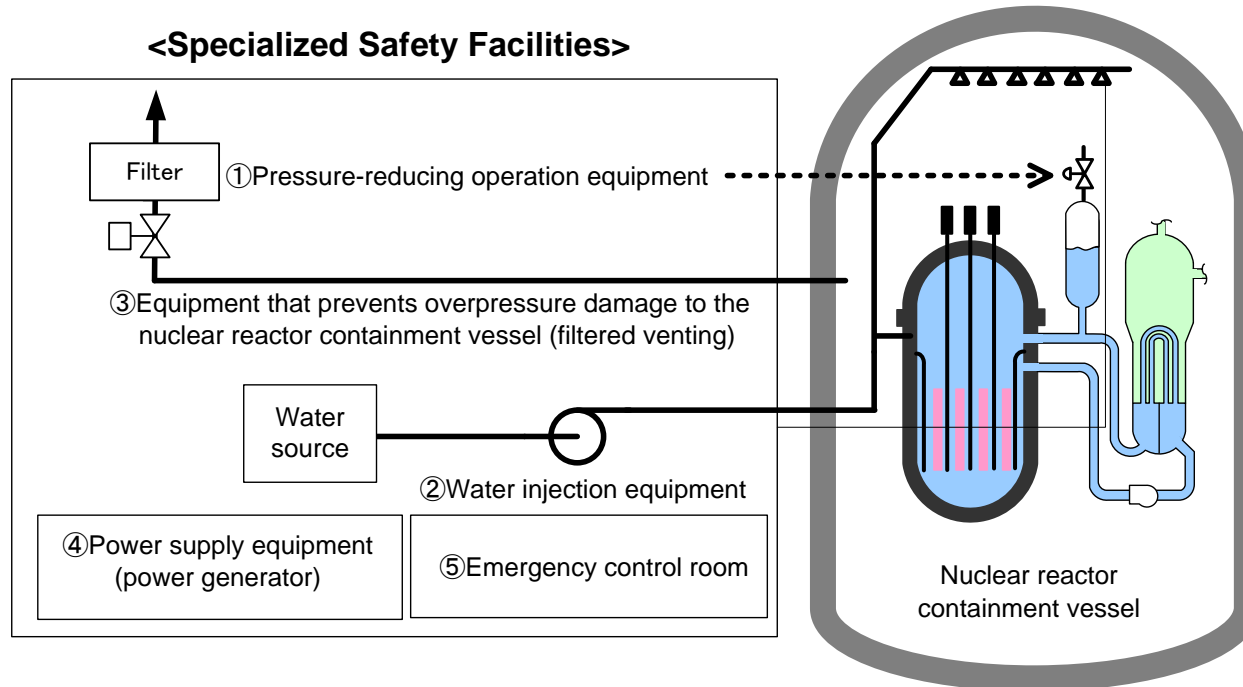 <Specialized Safety Facilities>
Filter
①Pressure-reducing operation equipment
③Equipment that prevents overpressure damage to the
nuclear reactor containment vessel (filtered venting)
Water
source
②Water injection equipment
④Power supply equipment
(power generator)
⑤Emergency control room
Nuclear reactor
containment vessel